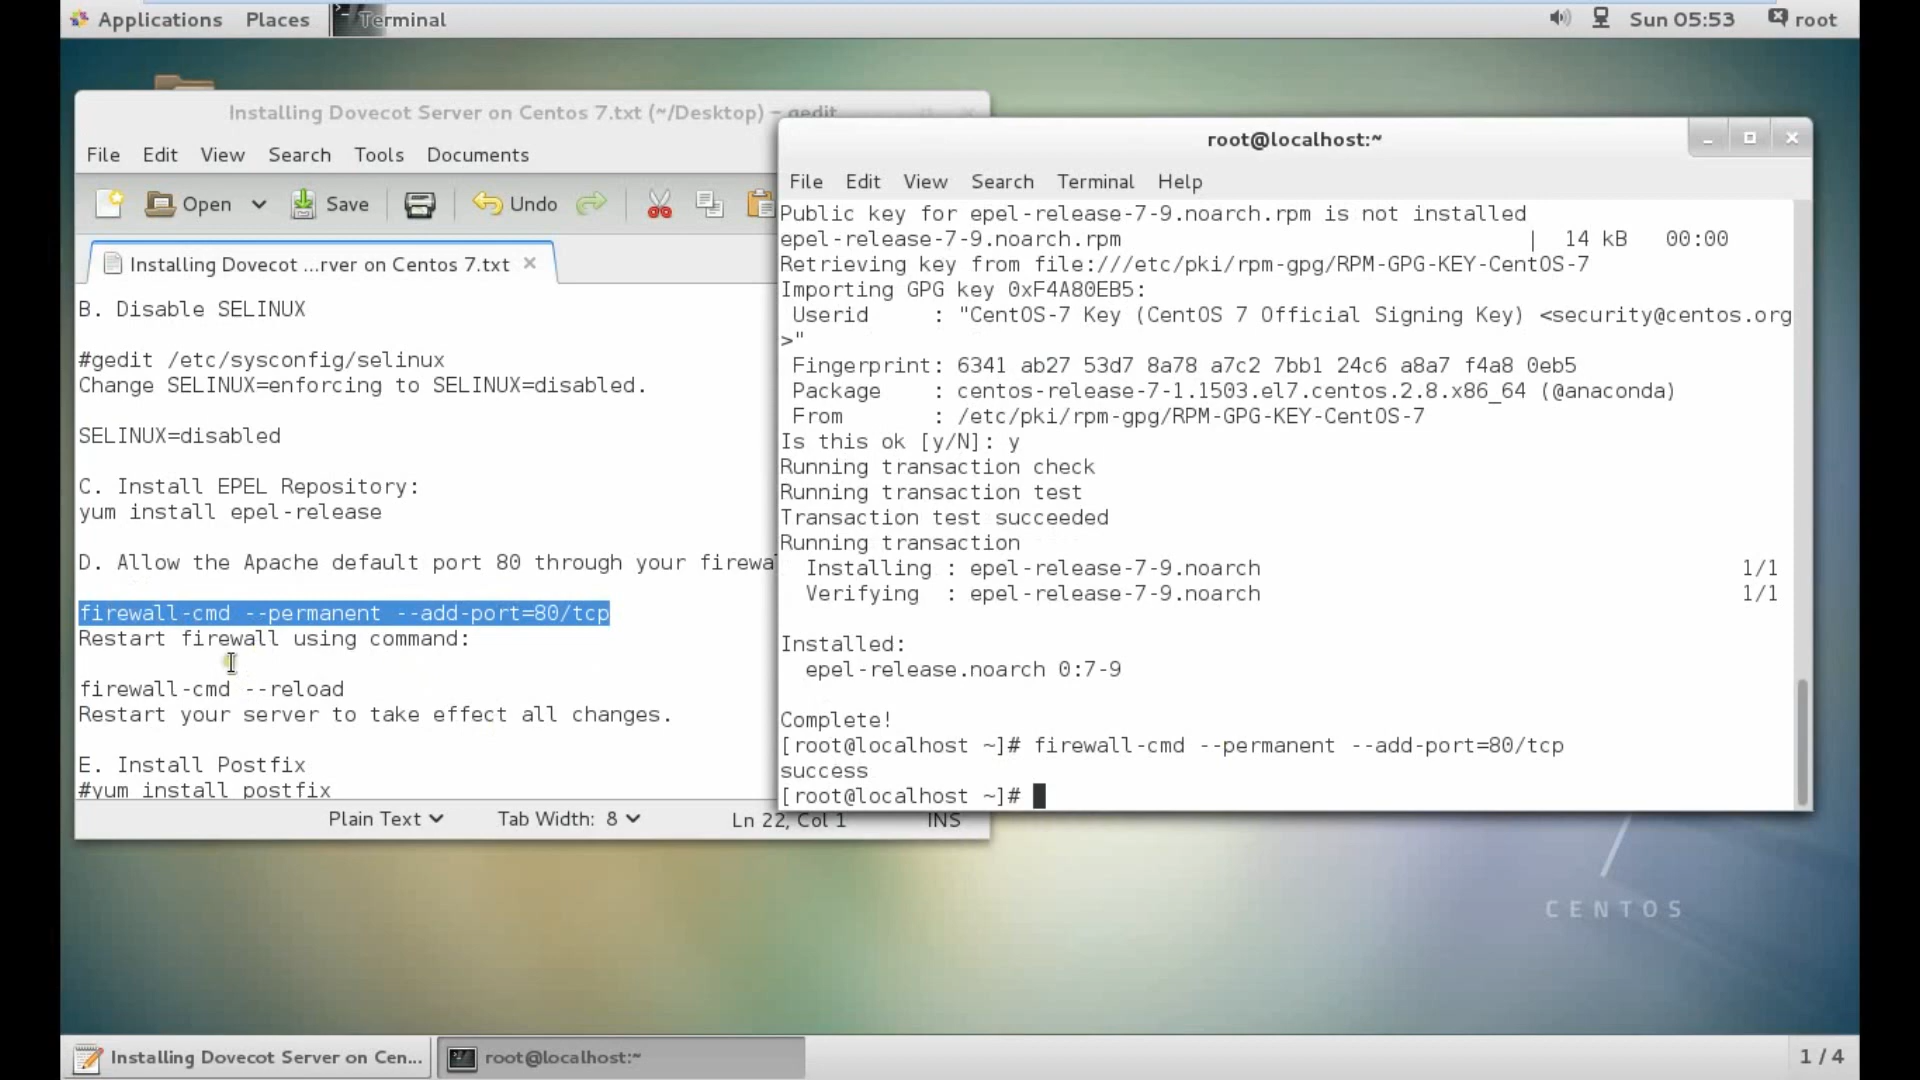 Applications Places Terminal Sun 05:53 root
Installing Dovecot Server on Centos 7.txt (~/Desktop) – gedit
File Edit View Search Tools Documents
Open Save Undo
Installing Dovecot ...rver on Centos 7.txt
B. Disable SELINUX
#gedit /etc/sysconfig/selinux
Change SELINUX=enforcing to SELINUX=disabled.
SELINUX=disabled
C. Install EPEL Repository:
yum install epel-release
D. Allow the Apache default port 80 through your firewa
firewall-cmd --permanent --add-port=80/tcp
Restart firewall using command:
firewall-cmd --reload
Restart your server to take effect all changes.
E. Install Postfix
#yum install postfix
Plain Text Tab Width: 8 Ln 22, Col 1 INS
root@localhost:~
File Edit View Search Terminal Help
Public key for epel-release-7-9.noarch.rpm is not installed
epel-release-7-9.noarch.rpm | 14 kB 00:00
Retrieving key from file:///etc/pki/rpm-gpg/RPM-GPG-KEY-CentOS-7
Importing GPG key 0xF4A80EB5:
Userid : "CentOS-7 Key (CentOS 7 Official Signing Key) <security@centos.org
>"
Fingerprint: 6341 ab27 53d7 8a78 a7c2 7bb1 24c6 a8a7 f4a8 0eb5
Package : centos-release-7-1.1503.el7.centos.2.8.x86_64 (@anaconda)
From : /etc/pki/rpm-gpg/RPM-GPG-KEY-CentOS-7
Is this ok [y/N]: y
Running transaction check
Running transaction test
Transaction test succeeded
Running transaction
Installing : epel-release-7-9.noarch 1/1
Verifying : epel-release-7-9.noarch 1/1
Installed:
epel-release.noarch 0:7-9
Complete!
[root@localhost ~]# firewall-cmd --permanent --add-port=80/tcp
success
[root@localhost ~]#
7
CENTOS
Installing Dovecot Server on Cen... root@localhost:~ 1 / 4